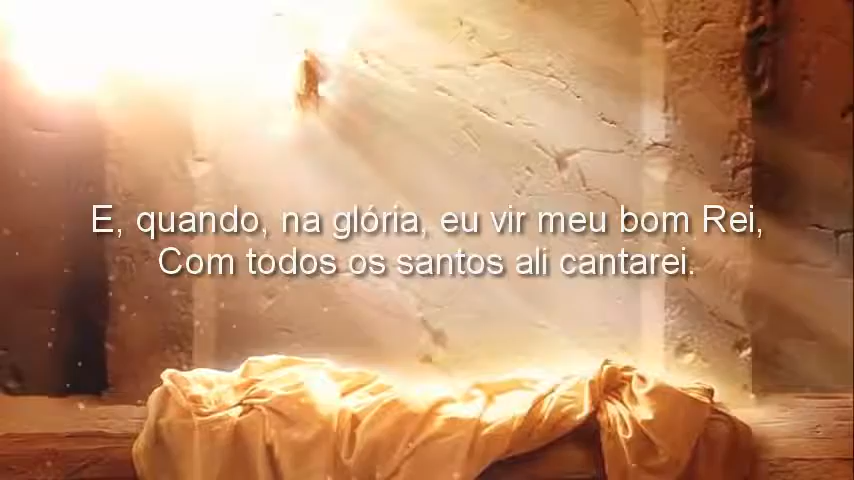 E, quando, na glória, eu vir meu bom Rei,
Com todos os santos ali cantarei.